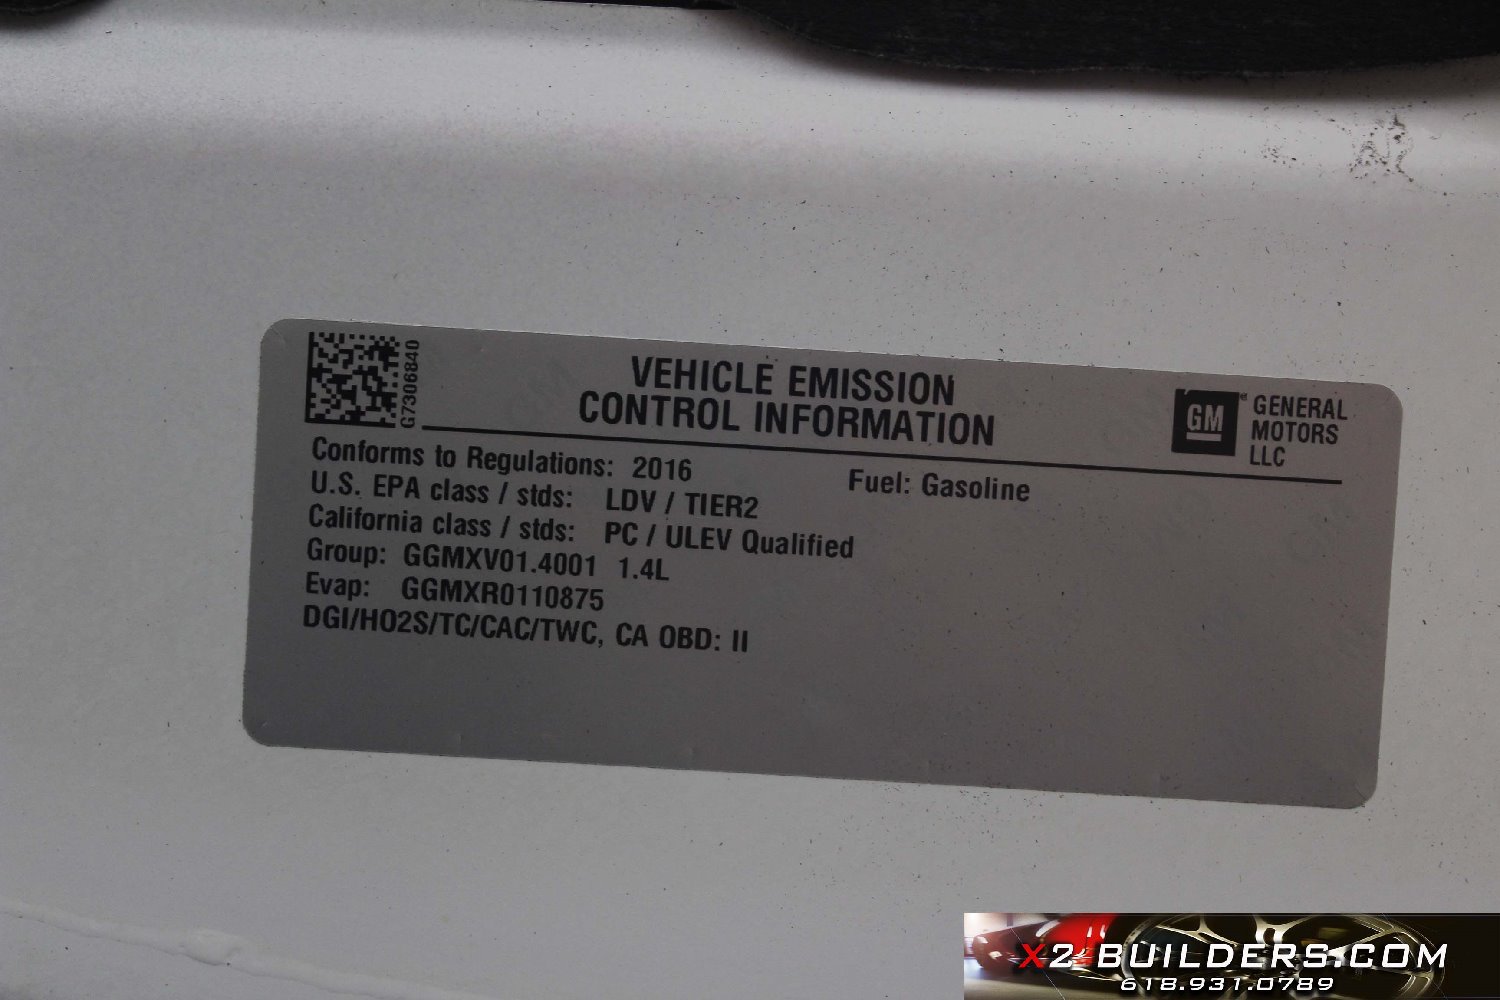 G7306840
VEHICLE EMISSION
CONTROL INFORMATION
GM
GENERAL
MOTORS
LLC
Conforms to Regulations: 2016
Fuel: Gasoline
U.S. EPA class / stds: LDV / TIER2
California class / stds: PC / ULEV Qualified
Group: GGMXV01.4001 1.4L
Evap: GGMXR0110875
DGI/HO2S/TC/CAC/TWC, CA OBD: II
X2-BUILDERS.COM
618.931.0789